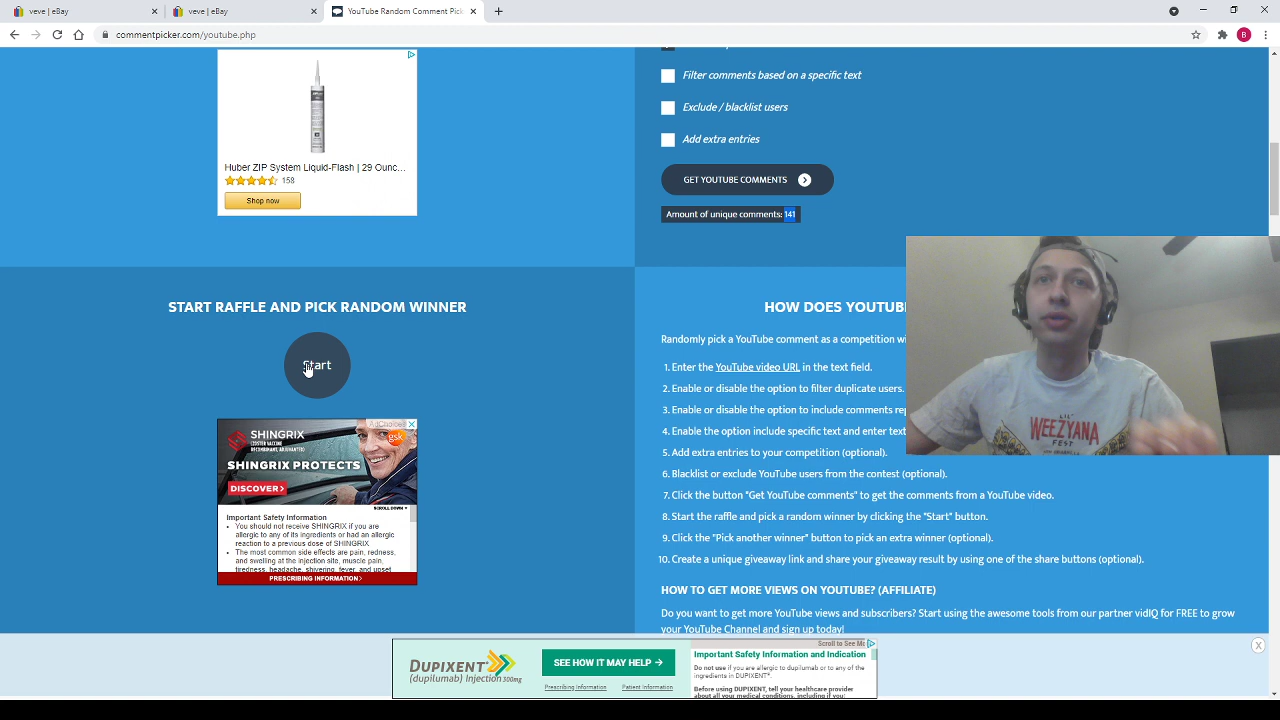 veve | eBay
veve | eBay
YouTube Random Comment Pick
commentpicker.com/youtube.php
B
Filter comments based on a specific text
Exclude / blacklist users
Add extra entries
GET YOUTUBE COMMENTS
Amount of unique comments: 141
Huber ZIP System Liquid-Flash | 29 Ounc...
158
Shop now
START RAFFLE AND PICK RANDOM WINNER
Start
AdChoices
SHINGRIX
(ZOSTER VACCINE
RECOMBINANT, ADJUVANTED)
gsk
SHINGRIX PROTECTS
DISCOVER>
SCROLL DOWN
Important Safety Information
• You should not receive SHINGRIX if you are
allergic to any of its ingredients or had an allergic
reaction to a previous dose of SHINGRIX
• The most common side effects are pain, redness,
and swelling at the injection site, muscle pain,
tiredness, headache, shivering, fever, and upset
PRESCRIBING INFORMATION>
HOW DOES YOUTUB
Randomly pick a YouTube comment as a competition wi
1. Enter the YouTube video URL in the text field.
2. Enable or disable the option to filter duplicate users.
3. Enable or disable the option to include comments rep
4. Enable the option include specific text and enter text
5. Add extra entries to your competition (optional).
6. Blacklist or exclude YouTube users from the contest (optional).
7. Click the button "Get YouTube comments" to get the comments from a YouTube video.
8. Start the raffle and pick a random winner by clicking the "Start" button.
9. Click the "Pick another winner" button to pick an extra winner (optional).
10. Create a unique giveaway link and share your giveaway result by using one of the share buttons (optional).
HOW TO GET MORE VIEWS ON YOUTUBE? (AFFILIATE)
Do you want to get more YouTube views and subscribers? Start using the awesome tools from our partner vidIQ for FREE to grow
your YouTube Channel and sign up today!
LIL'
WEEZYANA
FEST
DUPIXENT
(dupilumab) Injection 300mg
SEE HOW IT MAY HELP →
Prescribing Information
Patient Information
Scroll to See Mo
Important Safety Information and Indication
Do not use if you are allergic to dupilumab or to any of the
ingredients in DUPIXENT®.
Before using DUPIXENT, tell your healthcare provider
about all your medical conditions, including if you:
X